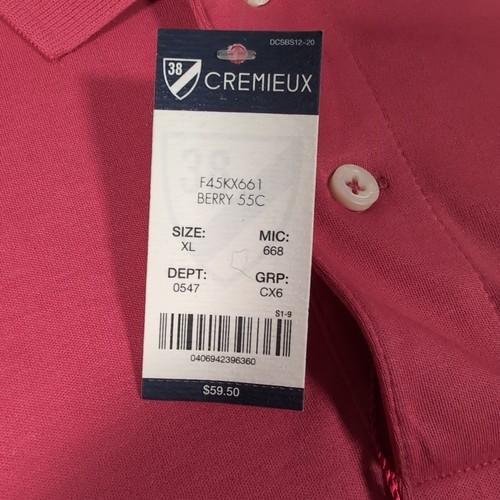 DCSBS12-20
38
CREMIEUX
F45KX661
BERRY 55C
SIZE: MIC:
XL 668
DEPT: GRP:
0547 CX6
S1-9
0406942396360
$59.50